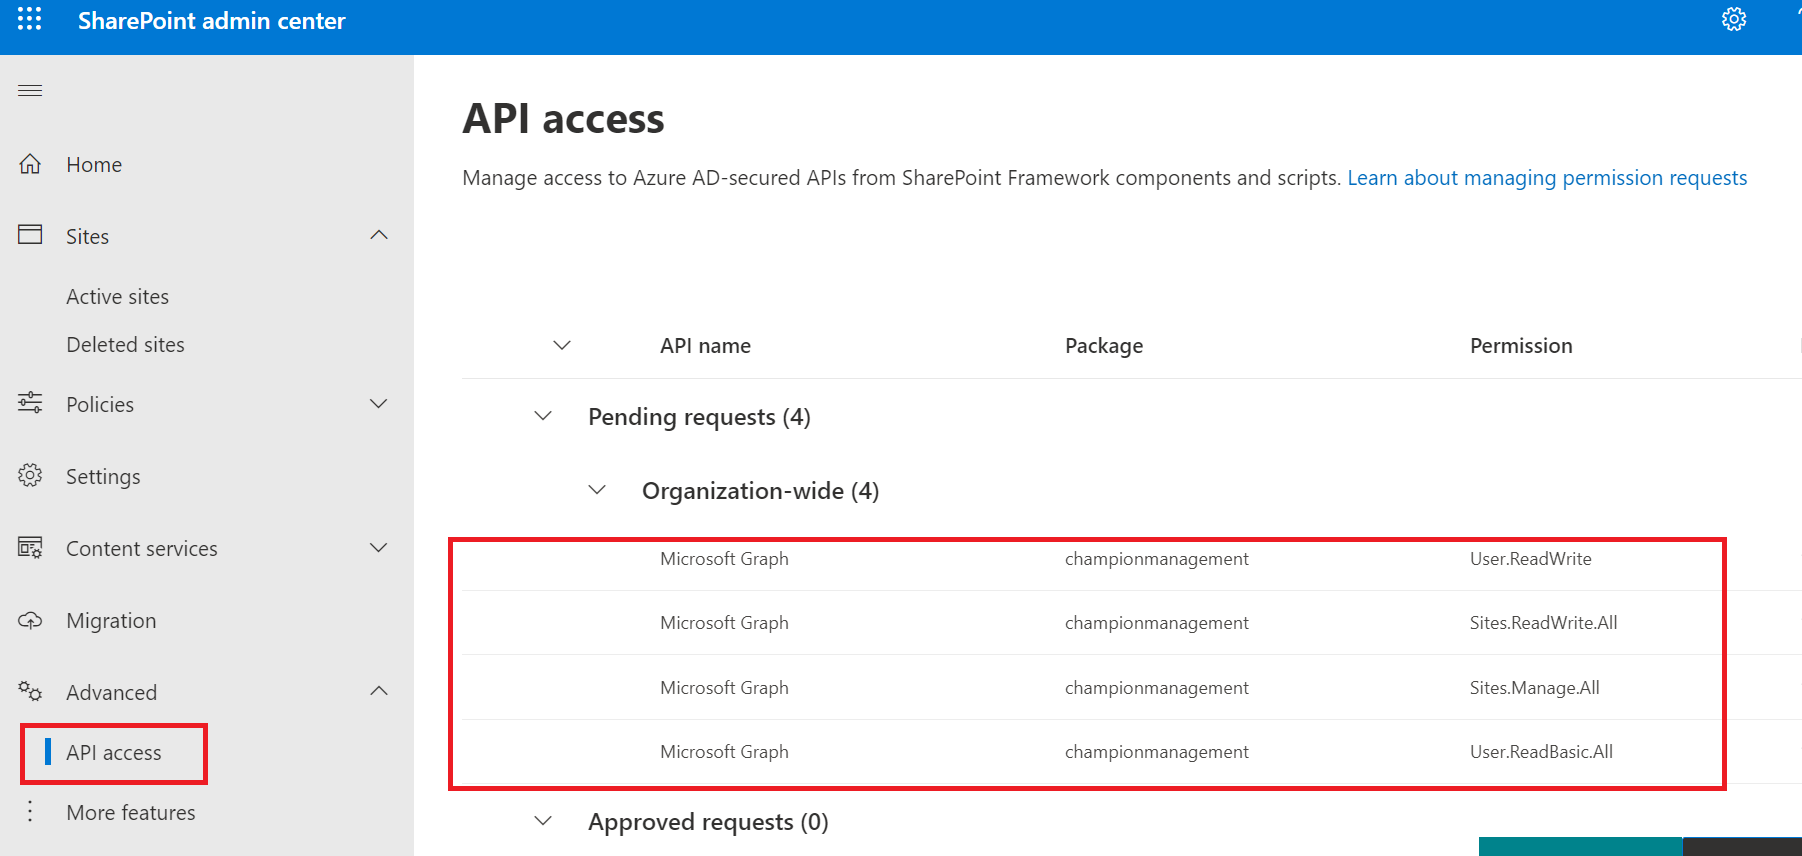 SharePoint admin center
Home
Sites
Active sites
Deleted sites
Policies
Settings
Content services
Migration
Advanced
API access
More features
API access
Manage access to Azure AD-secured APIs from SharePoint Framework components and scripts. Learn about managing permission requests
API name Package Permission
Pending requests (4)
Organization-wide (4)
Microsoft Graph championmanagement User.ReadWrite
Microsoft Graph championmanagement Sites.ReadWrite.All
Microsoft Graph championmanagement Sites.Manage.All
Microsoft Graph championmanagement User.ReadBasic.All
Approved requests (0)